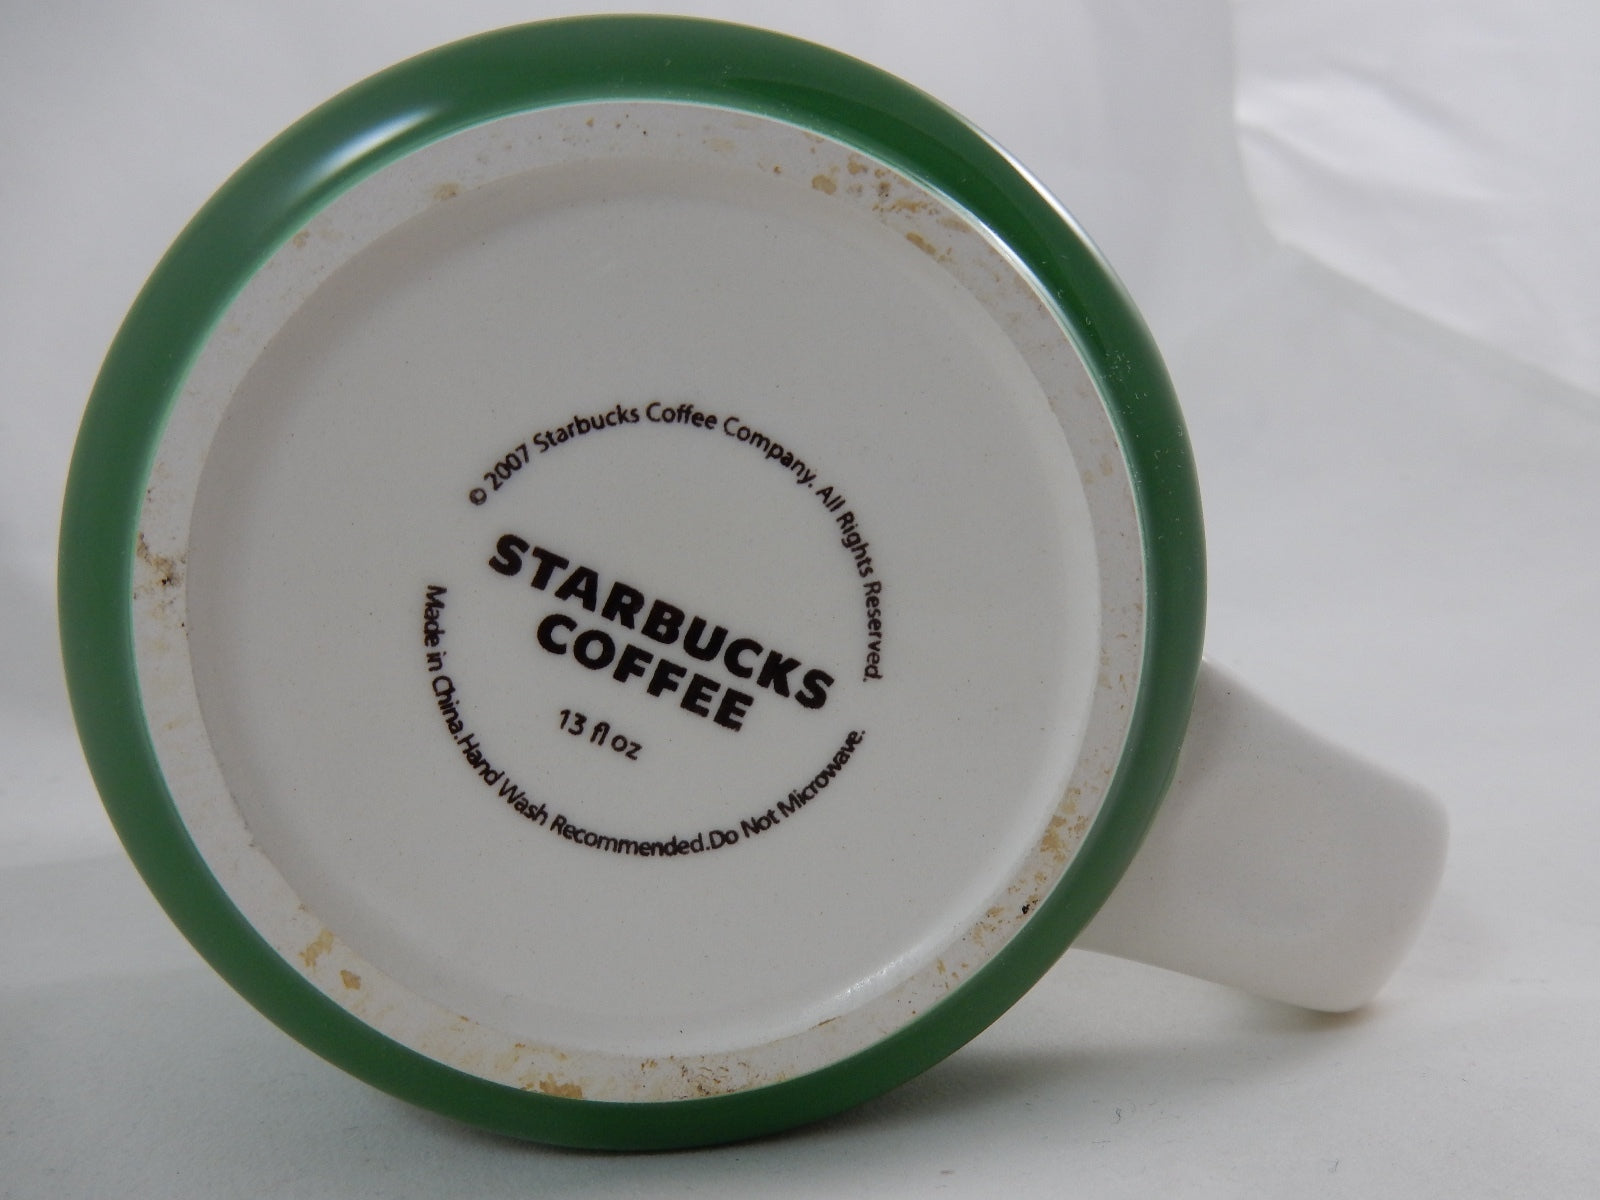 © 2007 Starbucks Coffee Company. All Rights Reserved.
STARBUCKS
COFFEE
13 fl oz
Made in China.Hand Wash Recommended.Do Not Microwave.